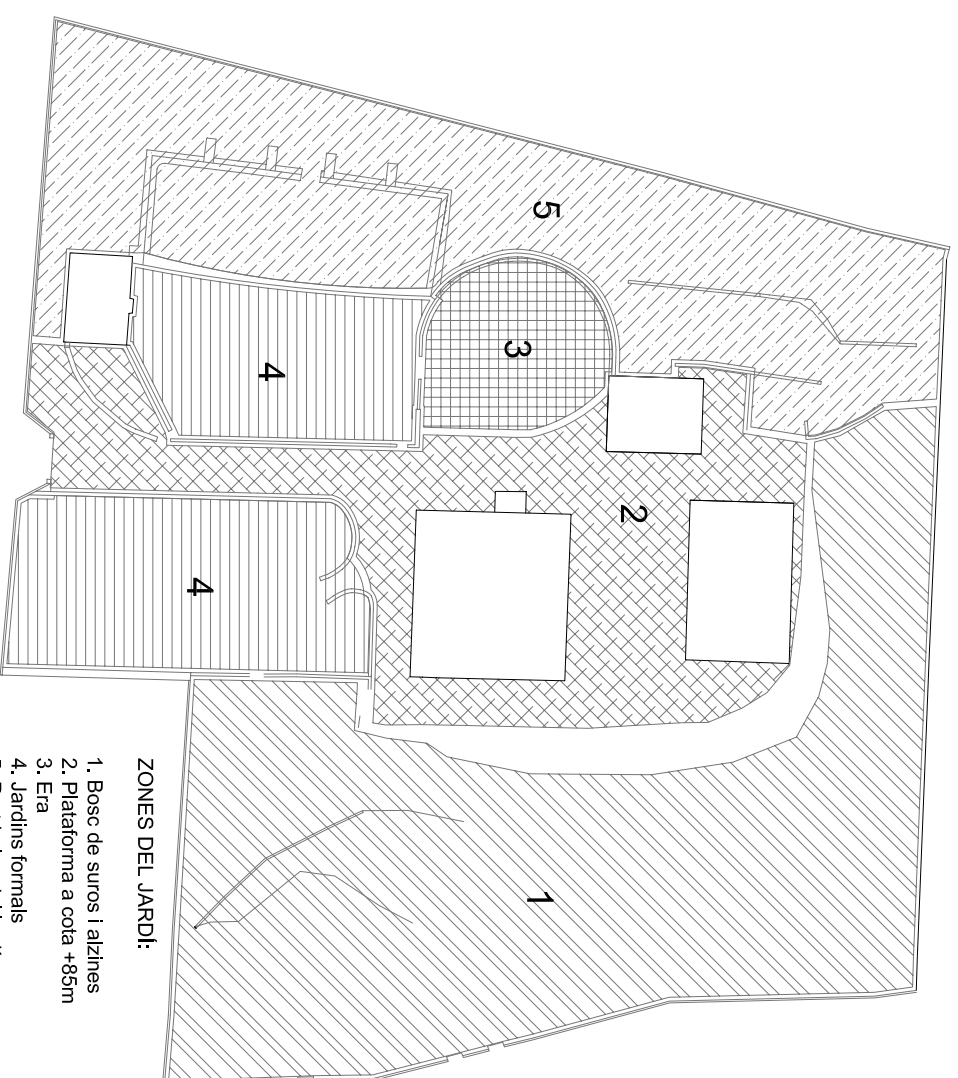 5
3
4
2
4
1
ZONES DEL JARDÍ:
1. Bosc de suros i alzines
2. Plataforma a cota +85m
3. Era
4. Jardins formals